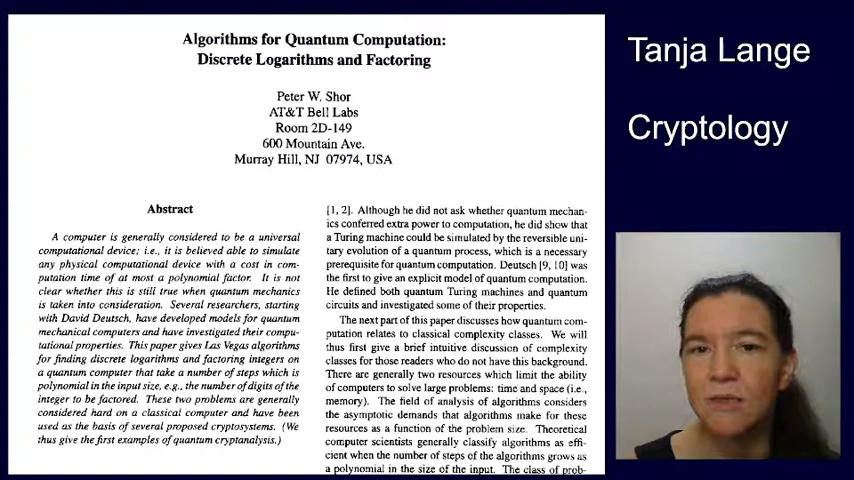 Algorithms for Quantum Computation:
Discrete Logarithms and Factoring
Peter W. Shor
AT&T Bell Labs
Room 2D-149
600 Mountain Ave.
Murray Hill, NJ 07974, USA
Abstract
A computer is generally considered to be a universal
computational device; i.e., it is believed able to simulate
any physical computational device with a cost in com-
putation time of at most a polynomial factor. It is not
clear whether this is still true when quantum mechanics
is taken into consideration. Several researchers, starting
with David Deutsch, have developed models for quantum
mechanical computers and have investigated their compu-
tational properties. This paper gives Las Vegas algorithms
for finding discrete logarithms and factoring integers on
a quantum computer that take a number of steps which is
polynomial in the input size, e.g., the number of digits of the
integer to be factored. These two problems are generally
considered hard on a classical computer and have been
used as the basis of several proposed cryptosystems. (We
thus give the first examples of quantum cryptanalysis.)
[1, 2]. Although he did not ask whether quantum mechan-
ics conferred extra power to computation, he did show that
a Turing machine could be simulated by the reversible uni-
tary evolution of a quantum process, which is a necessary
prerequisite for quantum computation. Deutsch [9, 10] was
the first to give an explicit model of quantum computation.
He defined both quantum Turing machines and quantum
circuits and investigated some of their properties.
The next part of this paper discusses how quantum com-
putation relates to classical complexity classes. We will
thus first give a brief intuitive discussion of complexity
classes for those readers who do not have this background.
There are generally two resources which limit the ability
of computers to solve large problems: time and space (i.e.,
memory). The field of analysis of algorithms considers
the asymptotic demands that algorithms make for these
resources as a function of the problem size. Theoretical
computer scientists generally classify algorithms as effi-
cient when the number of steps of the algorithms grows as
a polynomial in the size of the input. The class of prob-
Tanja Lange
Cryptology